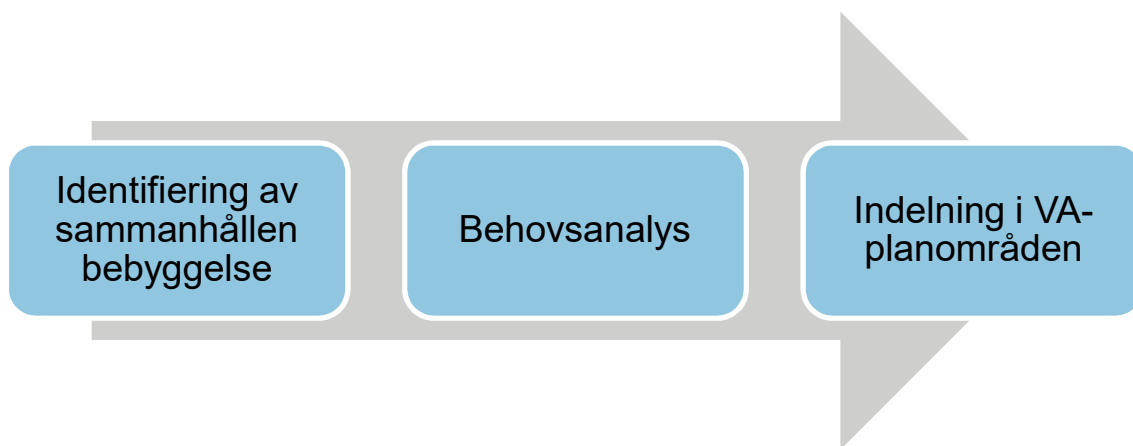 Identifiering av
sammanhållen
bebyggelse
Behovsanalys
Indelning i VA-
planområden